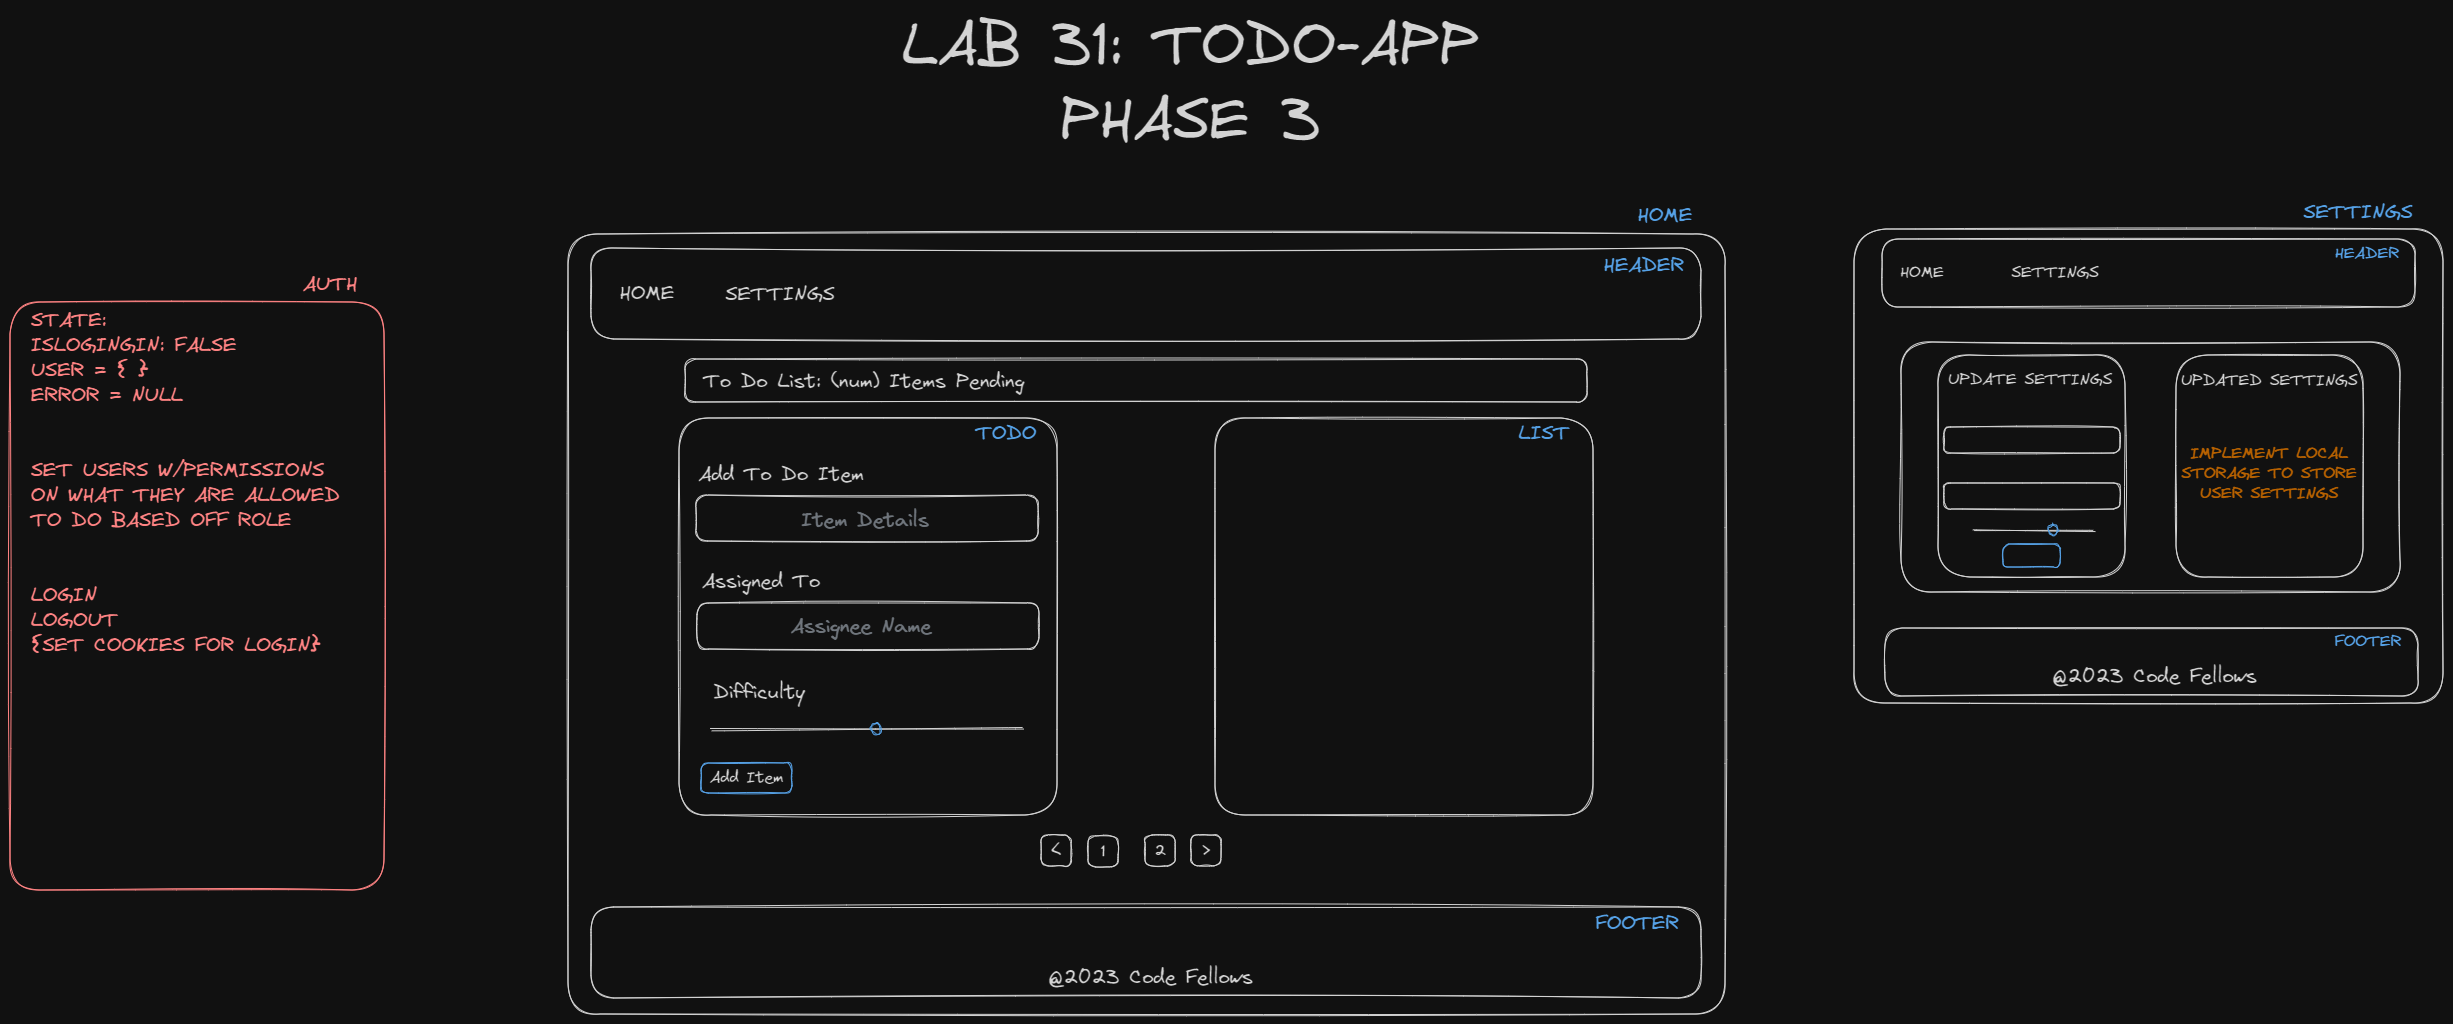 LAB 31: TODO-APP
PHASE 3
AUTH
STATE:
ISLOGINGIN: FALSE
USER = { }
ERROR = NULL
SET USERS W/PERMISSIONS
ON WHAT THEY ARE ALLOWED
TO DO BASED OFF ROLE
LOGIN
LOGOUT
{SET COOKIES FOR LOGIN}
HOME
HEADER
HOME SETTINGS
To Do List: (num) Items Pending
TODO
Add To Do Item
Item Details
Assigned To
Assignee Name
Difficulty
Add Item
LIST
< 1 2 >
FOOTER
@2023 Code Fellows
SETTINGS
HEADER
HOME SETTINGS
UPDATE SETTINGS
UPDATED SETTINGS
IMPLEMENT LOCAL
STORAGE TO STORE
USER SETTINGS
FOOTER
@2023 Code Fellows